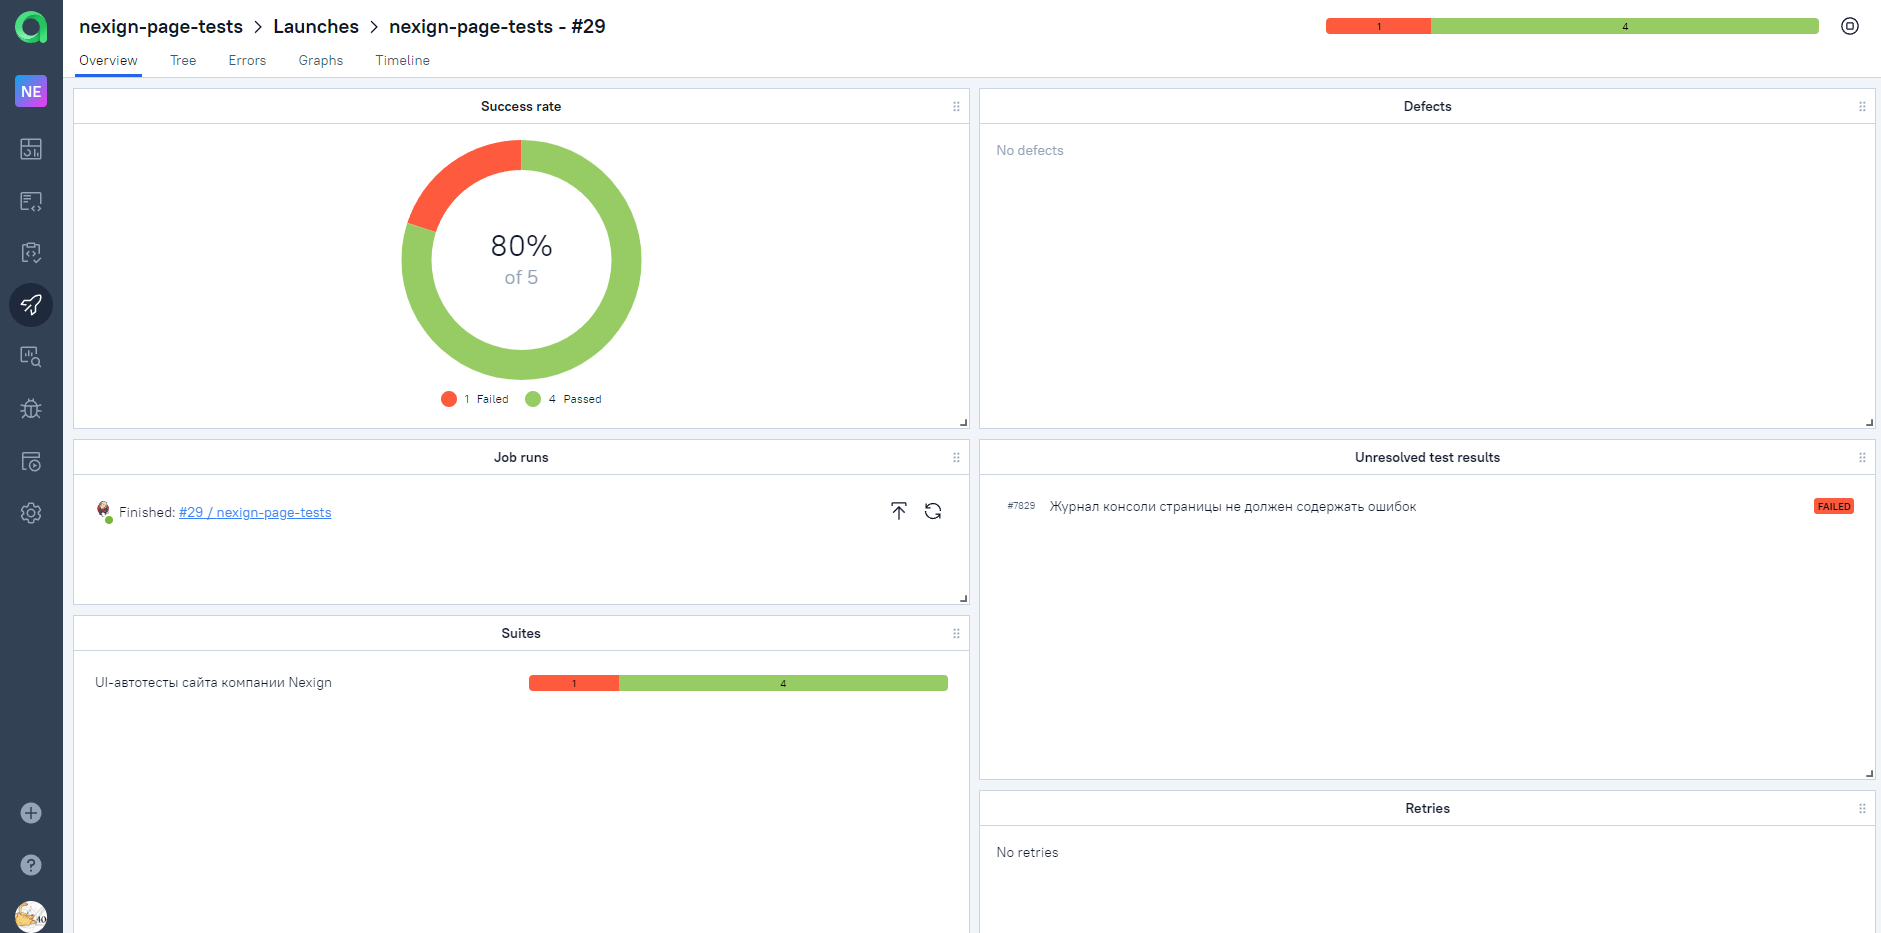 nexign-page-tests > Launches > nexign-page-tests - #29
1 4
NE
Overview Tree Errors Graphs Timeline
Success rate
80%
of 5
1 Failed 4 Passed
Defects
No defects
Job runs
Finished: #29 / nexign-page-tests
Unresolved test results
#7829 Журнал консоли страницы не должен содержать ошибок FAILED
Suites
UI-автотесты сайта компании Nexign 1 4
Retries
No retries
?